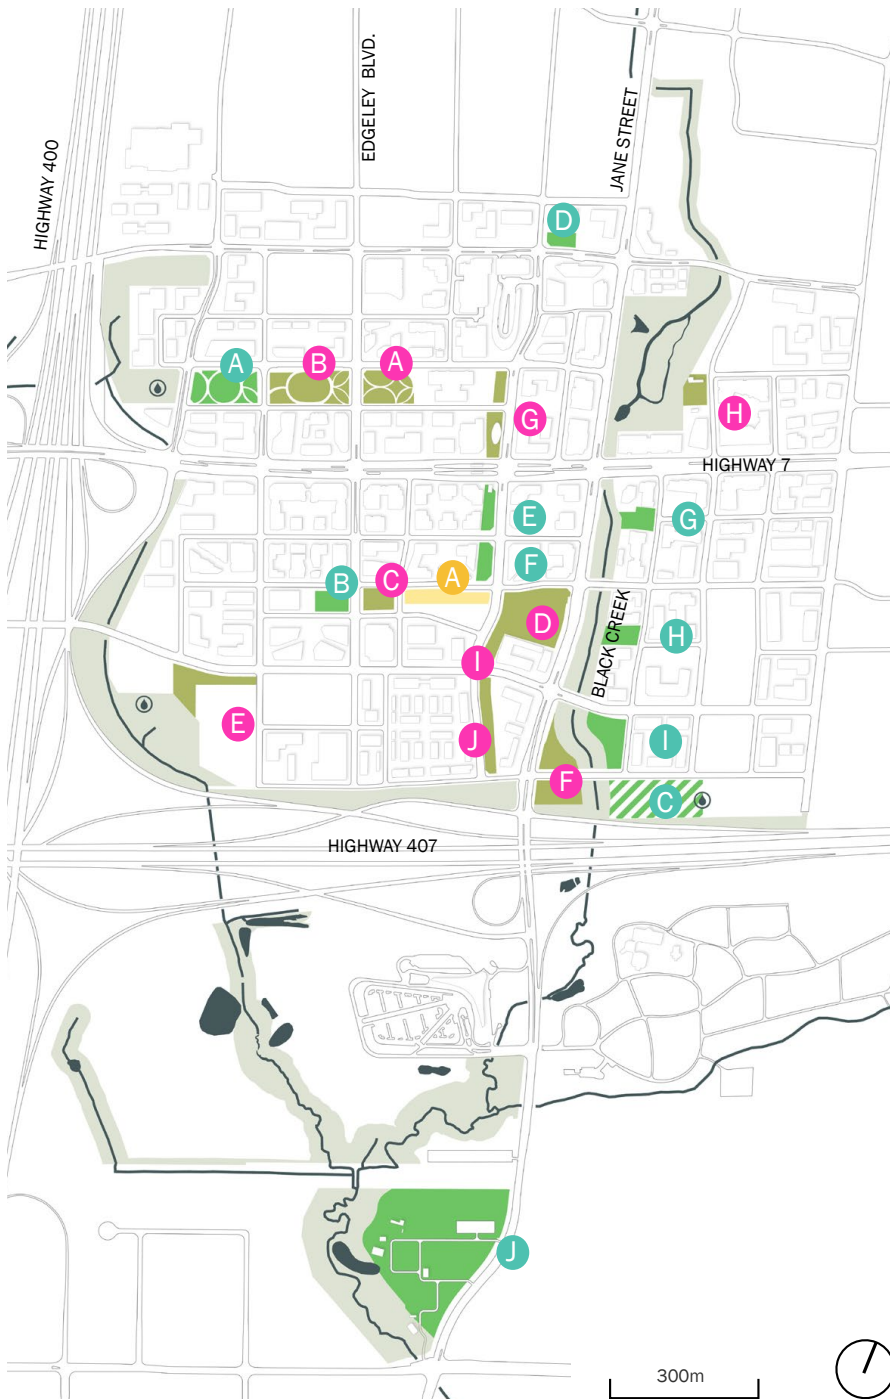 EDGELEY BLVD.
JANE STREET
HIGHWAY 400
D
A
B
A
G
H
HIGHWAY 7
E
G
F
B
C
A
D
BLACK CREEK
H
I
E
J
I
F
C
HIGHWAY 407
J
300m